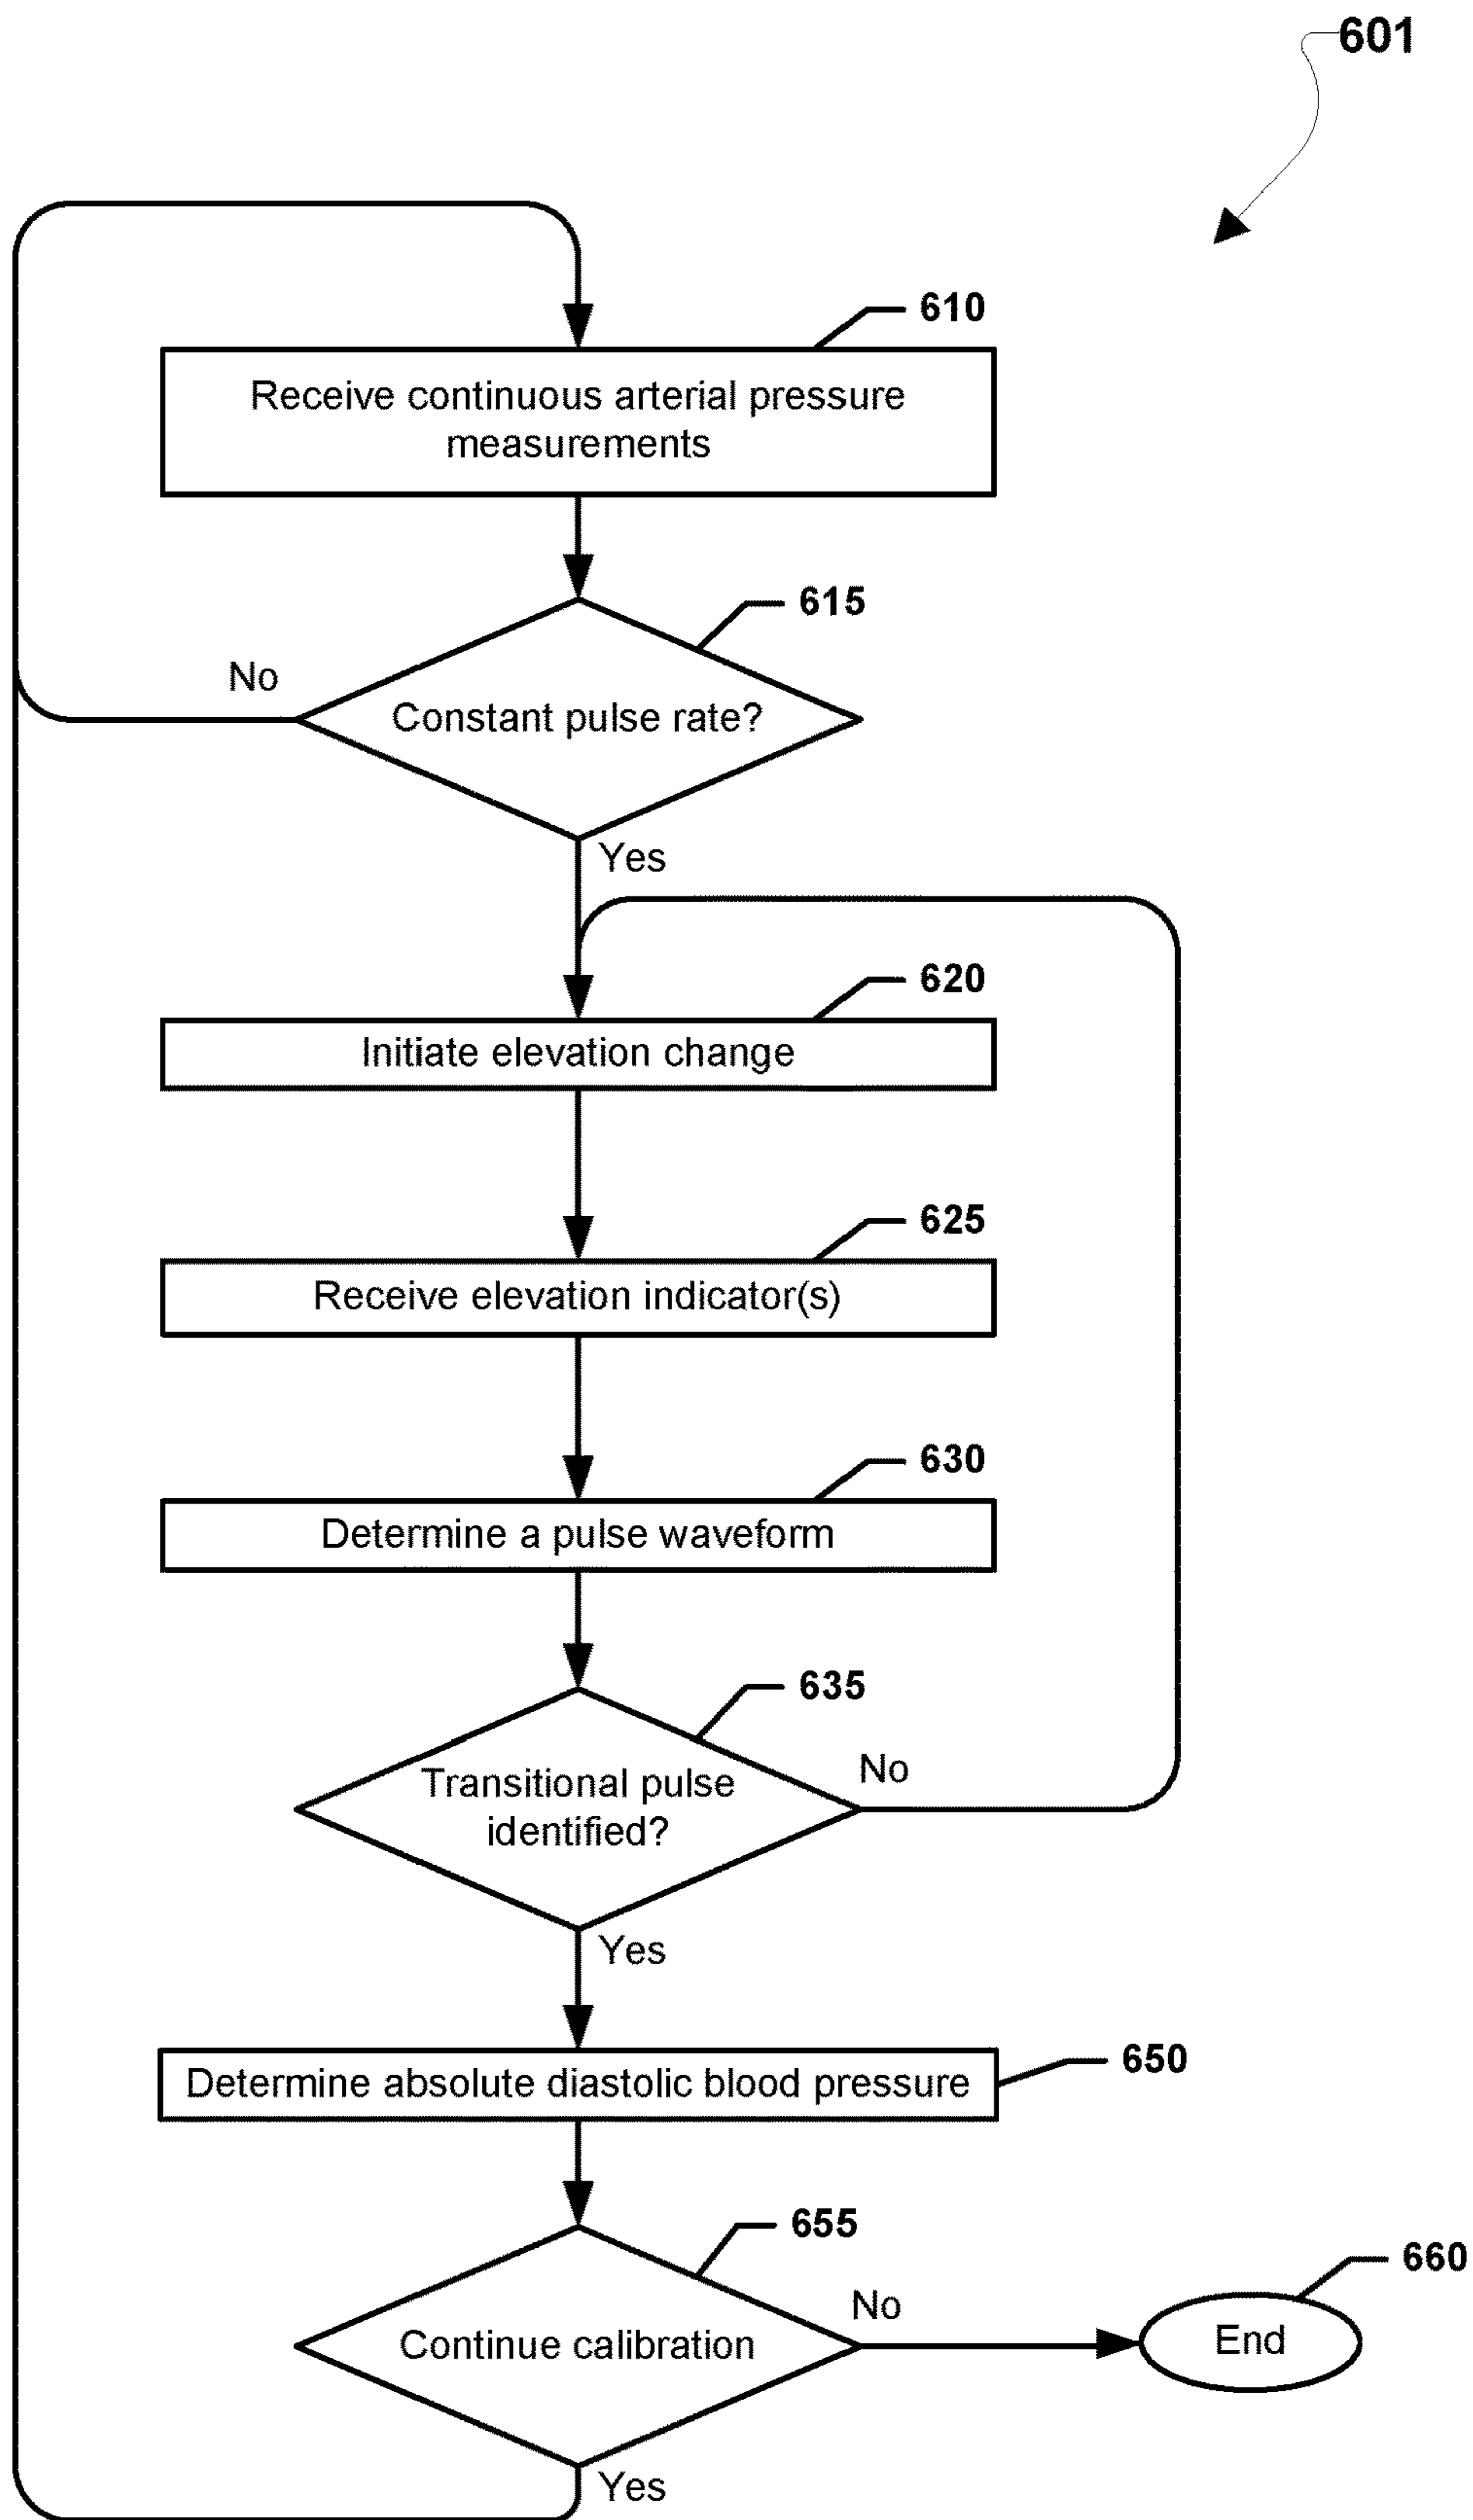 601
610
Receive continuous arterial pressure
measurements
615
No
Constant pulse rate?
Yes
620
Initiate elevation change
625
Receive elevation indicator(s)
630
Determine a pulse waveform
635
No
Transitional pulse
identified?
Yes
650
Determine absolute diastolic blood pressure
655
660
No
Continue calibration
End
Yes